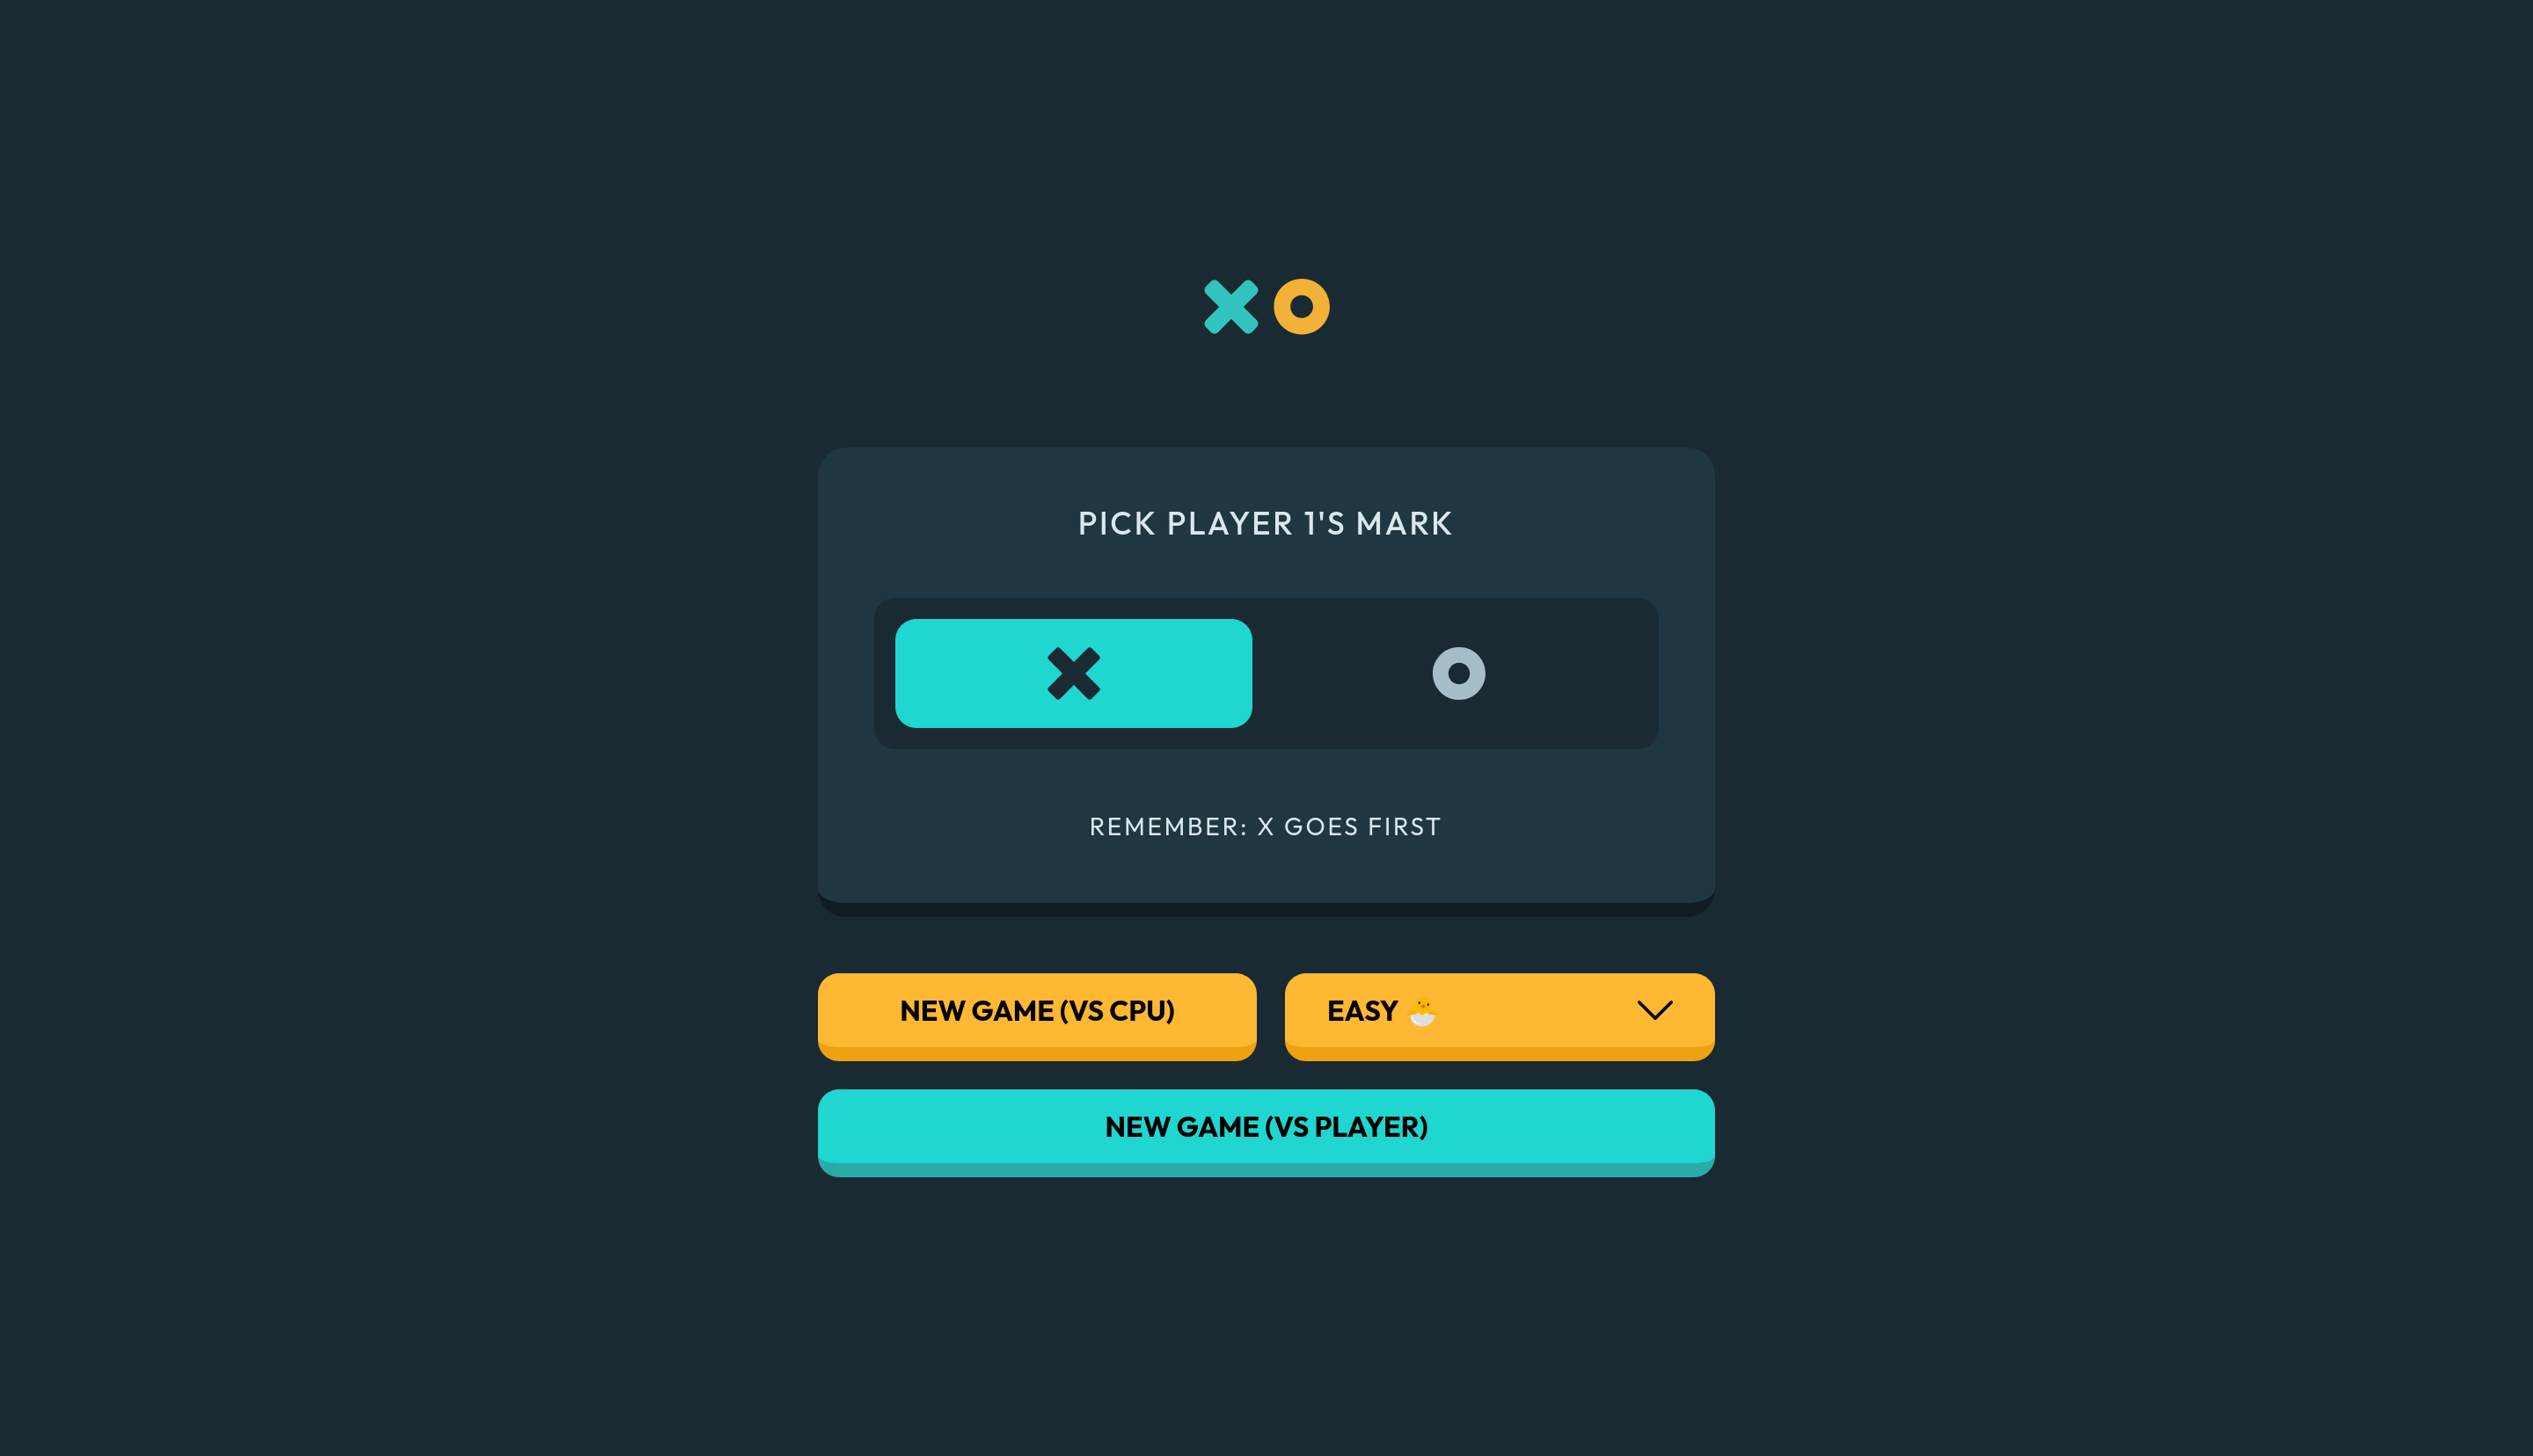 PICK PLAYER 1'S MARK
REMEMBER: X GOES FIRST
NEW GAME (VS CPU)
EASY 🐣
NEW GAME (VS PLAYER)